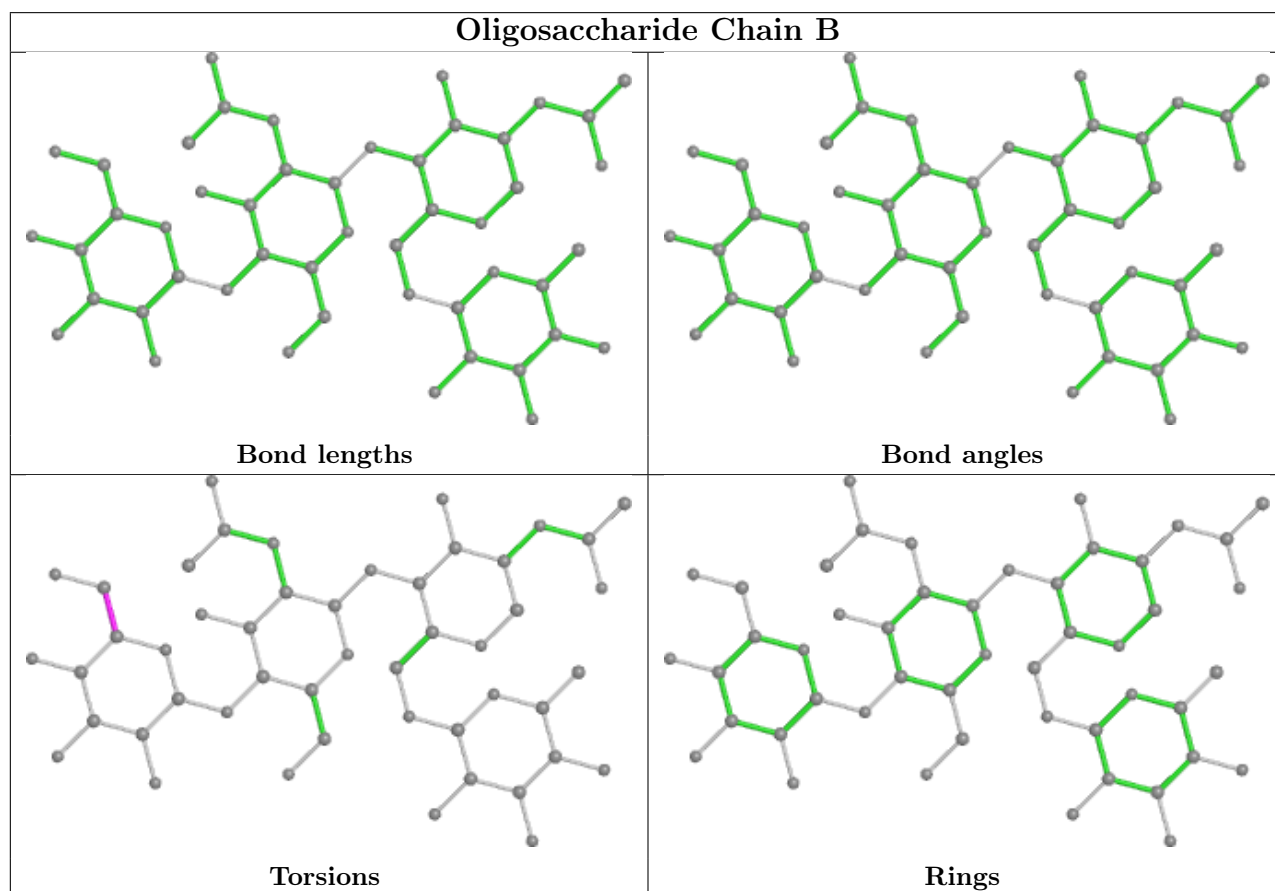 Oligosaccharide Chain B
Bond lengths
Bond angles
Torsions
Rings